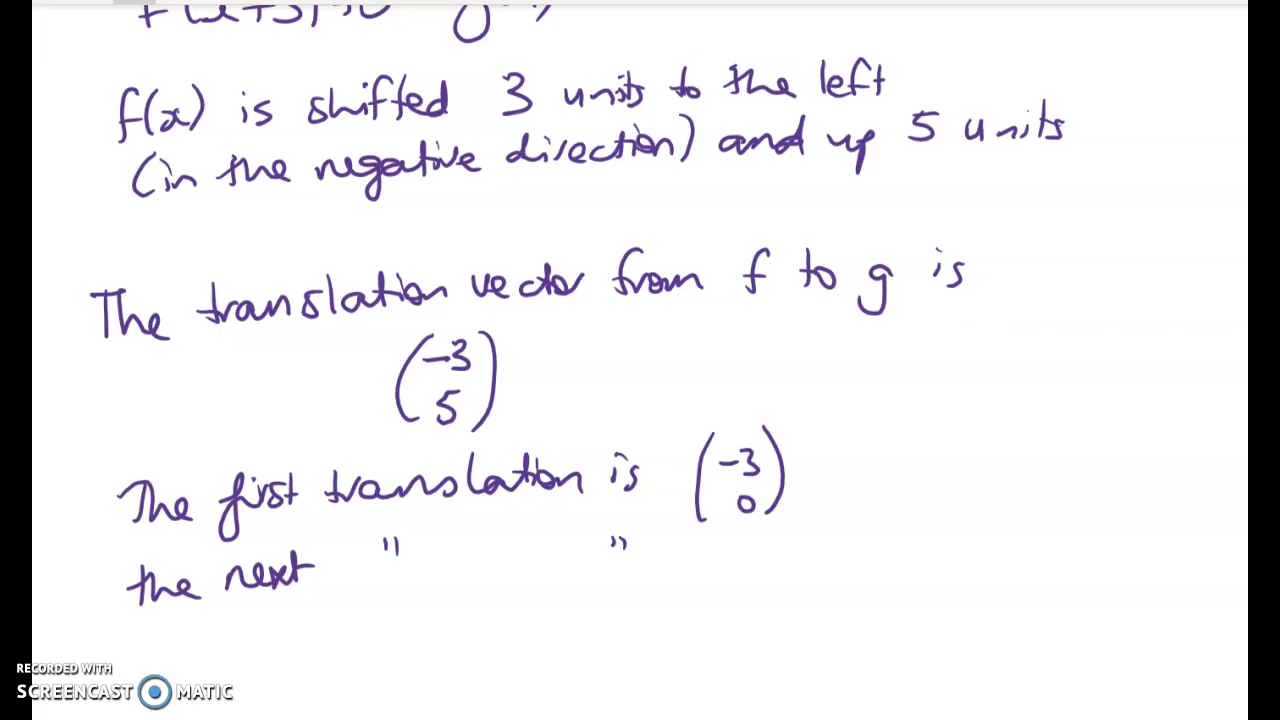 f(x) is shifted 3 units to the left
(in the negative direction) and up 5 units
The translation vector from f to g is
(-3
5)
The first translation is (-3
0)
the next " "
RECORDED WITH
SCREENCAST MATIC